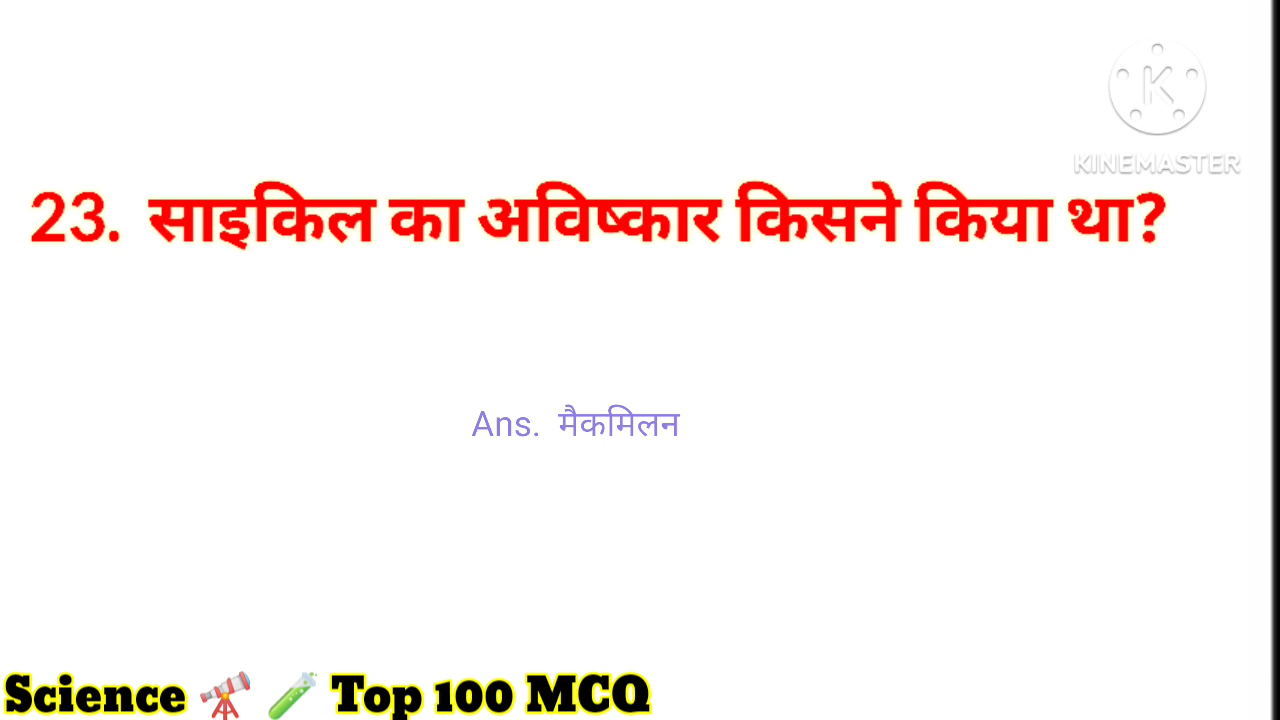 KINEMASTER
23. साइकिल का अविष्कार किसने किया था?
Ans. मैकमिलन
Science 🔭 🧪 Top 100 MCQ